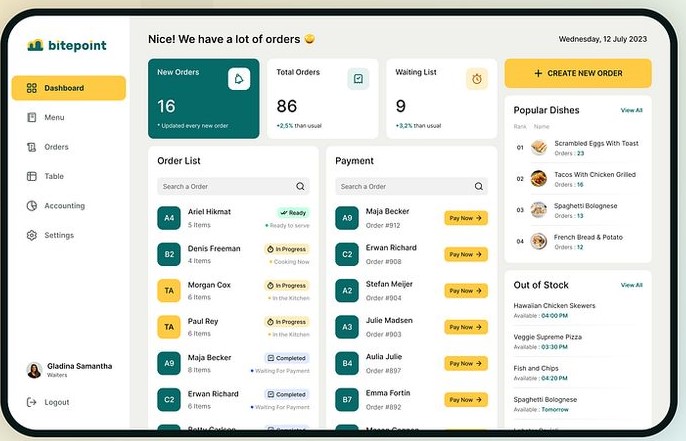 bitepoint
Dashboard
Menu
Orders
Table
Accounting
Settings
Gladina Samantha
Waiters
Logout
Nice! We have a lot of orders
Wednesday, 12 July 2023
New Orders
16
* Updated every new order
Total Orders
86
+2,5% than usual
Waiting List
9
+3,2% than usual
+ CREATE NEW ORDER
Order List
Search a Order
A4 Ariel Hikmat Ready
5 Items Ready to serve
B2 Denis Freeman In Progress
4 Items Cooking Now
TA Morgan Cox In Progress
6 Items In the Kitchen
TA Paul Rey In Progress
6 Items In the Kitchen
A9 Maja Becker Completed
8 Items Waiting For Payment
C2 Erwan Richard Completed
6 Items Waiting For Payment
Payment
Search a Order
A9 Maja Becker Pay Now
Order #912
C2 Erwan Richard Pay Now
Order #908
A2 Stefan Meijer Pay Now
Order #904
A3 Julie Madsen Pay Now
Order #903
B4 Aulia Julie Pay Now
Order #897
B7 Emma Fortin Pay Now
Order #892
Popular Dishes View All
Rank Name
01 Scrambled Eggs With Toast
Orders : 23
02 Tacos With Chicken Grilled
Orders : 16
03 Spaghetti Bolognese
Orders : 13
04 French Bread & Potato
Orders : 12
Out of Stock View All
Hawaiian Chicken Skewers
Available : 04:00 PM
Veggie Supreme Pizza
Available : 03:30 PM
Fish and Chips
Available : 04:20 PM
Spaghetti Bolognese
Available : Tomorrow